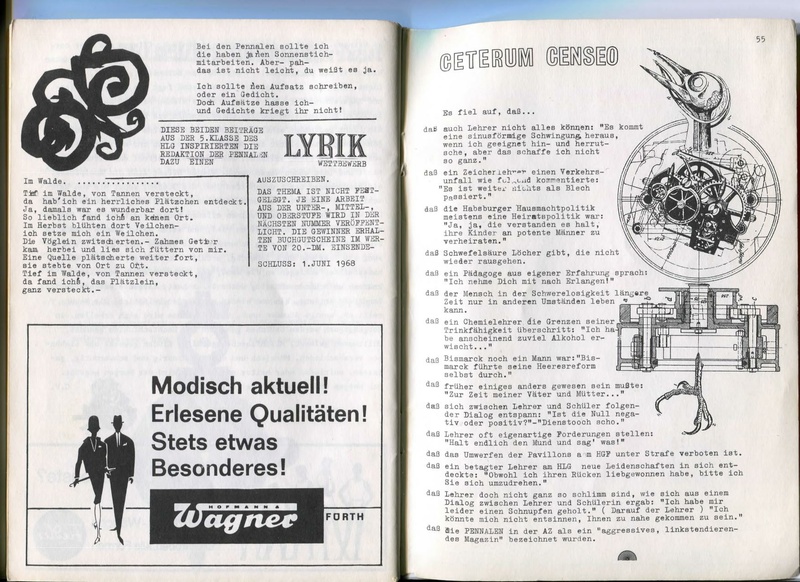 Bei den Pennalen sollte ich
die haben jaⁿen Sonnenstich-
mitarbeiten. Aber- pah-
das ist nicht leicht, du weißt es ja.
Ich sollte ⁿen Aufsatz schreiben,
oder ein Gedicht.
Doch Aufsätze hasse ich-
und Gedichte kriegt ihr nicht!
DIESE BEIDEN BEITRÄGE
AUS DER 5.KLASSE DES
HLG INSPIRIERTEN DIE
REDAKTION DER PENNALEN
DAZU EINEN
LYRIK
WETTBEWERB
AUSZUSCHREIBEN.
DAS THEMA IST NICHT FEST-
GELEGT. JE EINE ARBEIT
AUS DER UNTER-, MITTEL-,
UND OBERSTUFE WIRD IN DER
NÄCHSTEN NUMMER VERÖFFENT-
LICHT. DIE GEWINNER ERHAL-
TEN BUCHGUTSCHEINE IM WER-
TE VON 20.-DM. EINSENDE-
SCHLUSS: 1.JUNI 1968
Im Walde. ..................
Tief im walde, von Tannen versteckt,
da hab'ich ein herrliches Plätzchen entdeckt.
Ja, damals war es wunderbar dort!
So lieblich fand ich's am keinem Ort.
Im Herbst blühten dort Veilchen-
ich setze mich ein Weilchen.
Die Vöglein zwitscherten.- Zahmes Getier
kam herbei und lies sich füttern von mir.
Eine Quelle plätscherte weiter fort,
sie stebte von Ort zu Ort.
Tief im Walde, von Tannen versteckt,
da fand ich's, das Plätzlein,
ganz versteckt.-
Modisch aktuell!
Erlesene Qualitäten!
Stets etwas
Besonderes!
HOFMANN &
Wagner
FÜRTH
55
CETERUM CENSEO
Es fiel auf, daß...
daß auch Lehrer nicht alles können: "Es kommt
eine sinusförmige Schwingung heraus,
wenn ich geeignet hin- und herrut-
sche, aber das schaffe ich nicht
so ganz."
daß ein Zeichenlehrer einen Verkehrs-
unfall wie folgend kommentierte:
"Es ist weiter nichts als Blech
passiert."
daß die Habsburger Hausmachtpolitik
meistens eine Heiratspolitik war:
"Ja, ja, die verstanden es halt,
ihre Kinder an potente Männer zu
verheiraten."
daß Schwefelsäure Löcher gibt, die nicht
wieder rausgehen.
daß ein Pädagoge aus eigener Erfahrung sprach:
"Ich nehme Dich mit nach Erlangen!"
daß der Mensch in der Schwerelosigkeit längere
Zeit nur in anderen Umständen leben
kann.
daß ein Chemielehrer die Grenzen seiner
Trinkfähigkeit überschritt: "Ich ha-
be anscheinend zuviel Alkohol er-
wischt..."
daß Bismarck noch ein Mann war:"Bis-
marck führte seine Heeresreform
selbst durch."
daß früher einiges anders gewesen sein mußte:
"Zur Zeit meiner Väter und Mütter..."
daß sich zwischen Lehrer und Schüler folgen-
der Dialog entspann: "Ist die Null nega-
tiv oder positiv?"-"Dienstooch scho."
daß Lehrer oft eigenartige Forderungen stellen:
"Halt endlich den Mund und sag' was!"
daß das Umwerfen der Pavillons am HGF unter Strafe verboten ist.
daß ein betagter Lehrer am HLG neue Leidenschaften in sich ent-
deckte: "Obwohl ich ihren Rücken liebgewonnen habe, bitte ich
Sie sich umzudrehen."
daß Lehrer doch nicht ganz so schlimm sind, wie sich aus einem
Dialog zwischen Lehrer und Schülerin ergab: "Ich habe mir
leider einen Schnupfen geholt." ( Darauf der Lehrer ) "Ich
könnte mich nicht entsinnen, Ihnen zu nahe gekommen zu sein."
daß die PENNALEN in der AZ als ein "aggressives, linkstendieren-
des Magazin" bezeichnet wurden.